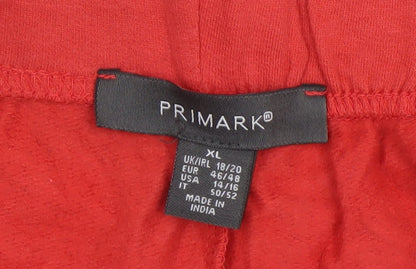 PRIMARK®
XL
UK/IRL 18/20
EUR 46/48
USA 14/16
IT 50/52
MADE IN
INDIA